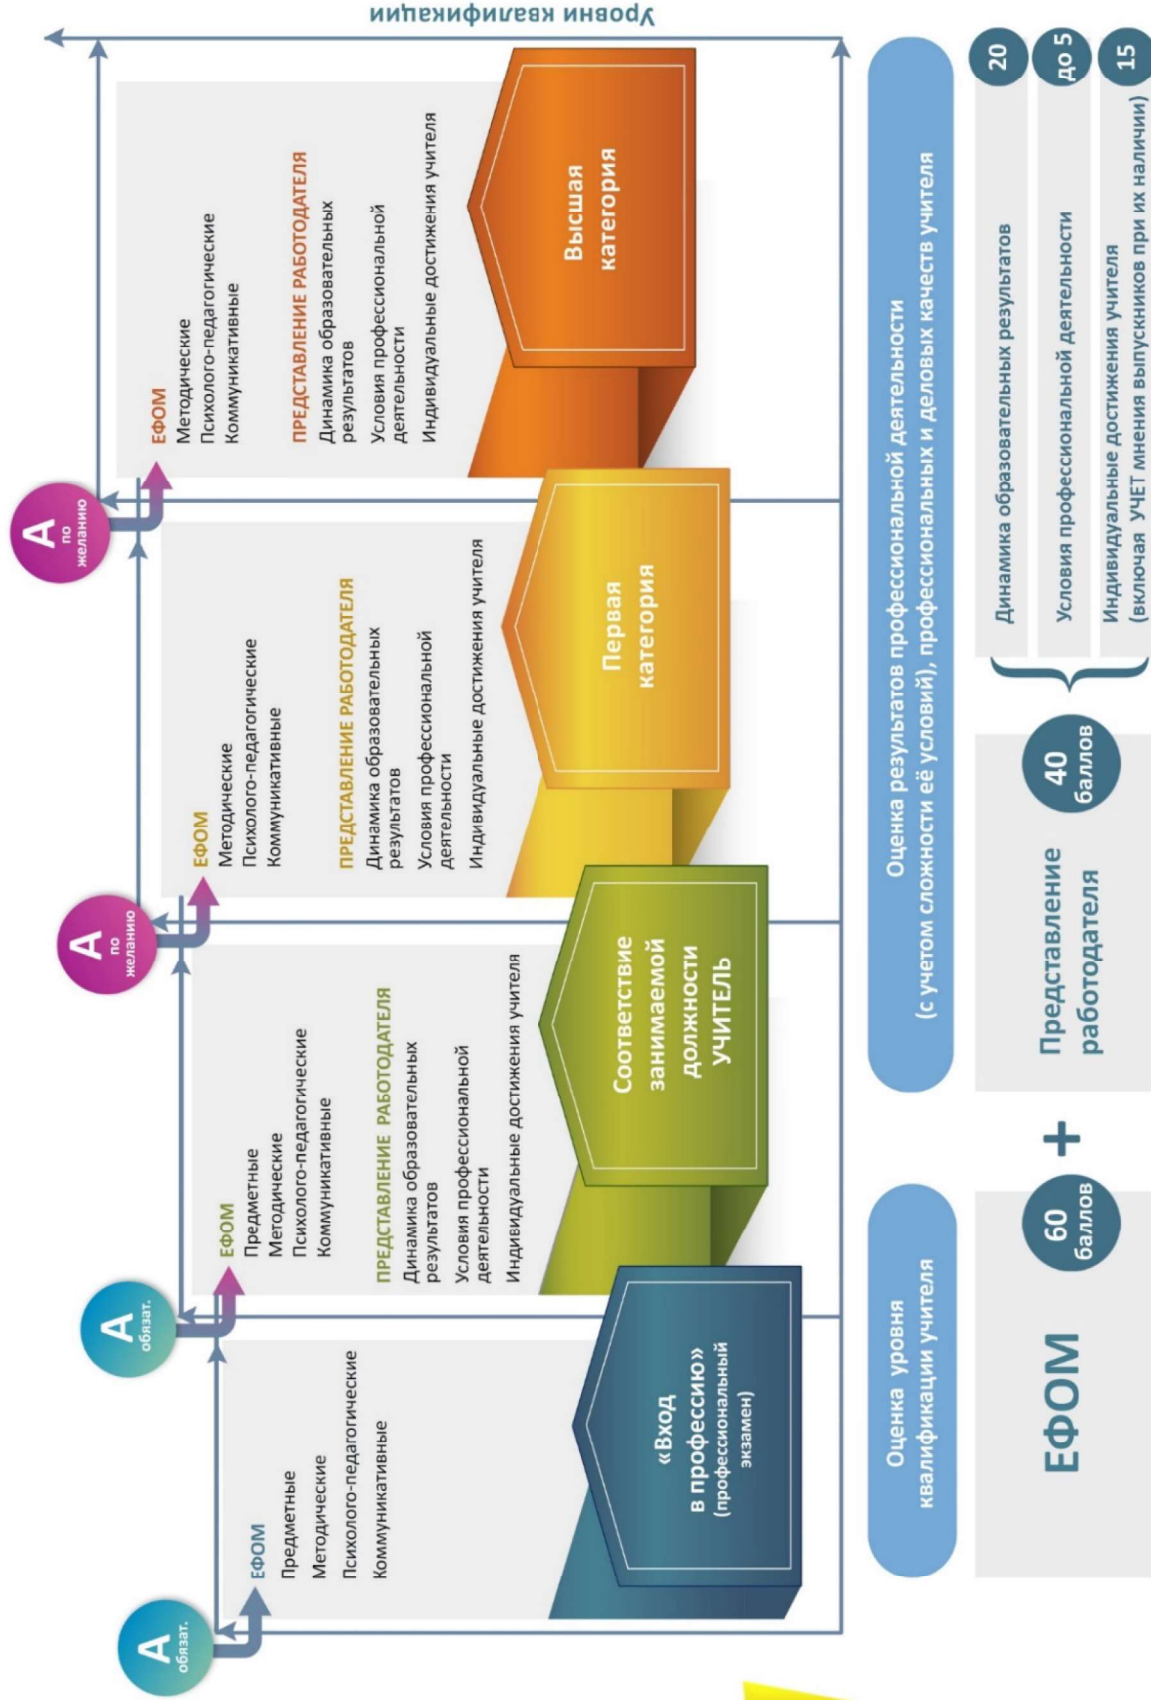 Уровни квалификации
А
обязат.
ЕФОМ
Предметные
Методические
Психолого-педагогические
Коммуникативные
«Вход
в профессию»
(профессиональный
экзамен)
А
обязат.
ЕФОМ
Предметные
Методические
Психолого-педагогические
Коммуникативные
ПРЕДСТАВЛЕНИЕ РАБОТОДАТЕЛЯ
Динамика образовательных
результатов
Условия профессиональной
деятельности
Индивидуальные достижения учителя
Соответствие
занимаемой
должности
УЧИТЕЛЬ
А
по
желанию
ЕФОМ
Методические
Психолого-педагогические
Коммуникативные
ПРЕДСТАВЛЕНИЕ РАБОТОДАТЕЛЯ
Динамика образовательных
результатов
Условия профессиональной
деятельности
Индивидуальные достижения учителя
Первая
категория
А
по
желанию
ЕФОМ
Методические
Психолого-педагогические
Коммуникативные
ПРЕДСТАВЛЕНИЕ РАБОТОДАТЕЛЯ
Динамика образовательных
результатов
Условия профессиональной
деятельности
Индивидуальные достижения учителя
Высшая
категория
Оценка уровня
квалификации учителя
Оценка результатов профессиональной деятельности
(с учетом сложности её условий), профессиональных и деловых качеств учителя
ЕФОМ
60
баллов
+
Представление
работодателя
40
баллов
Динамика образовательных результатов
20
Условия профессиональной деятельности
до 5
Индивидуальные достижения учителя
(включая УЧЕТ мнения выпускников при их наличии)
15